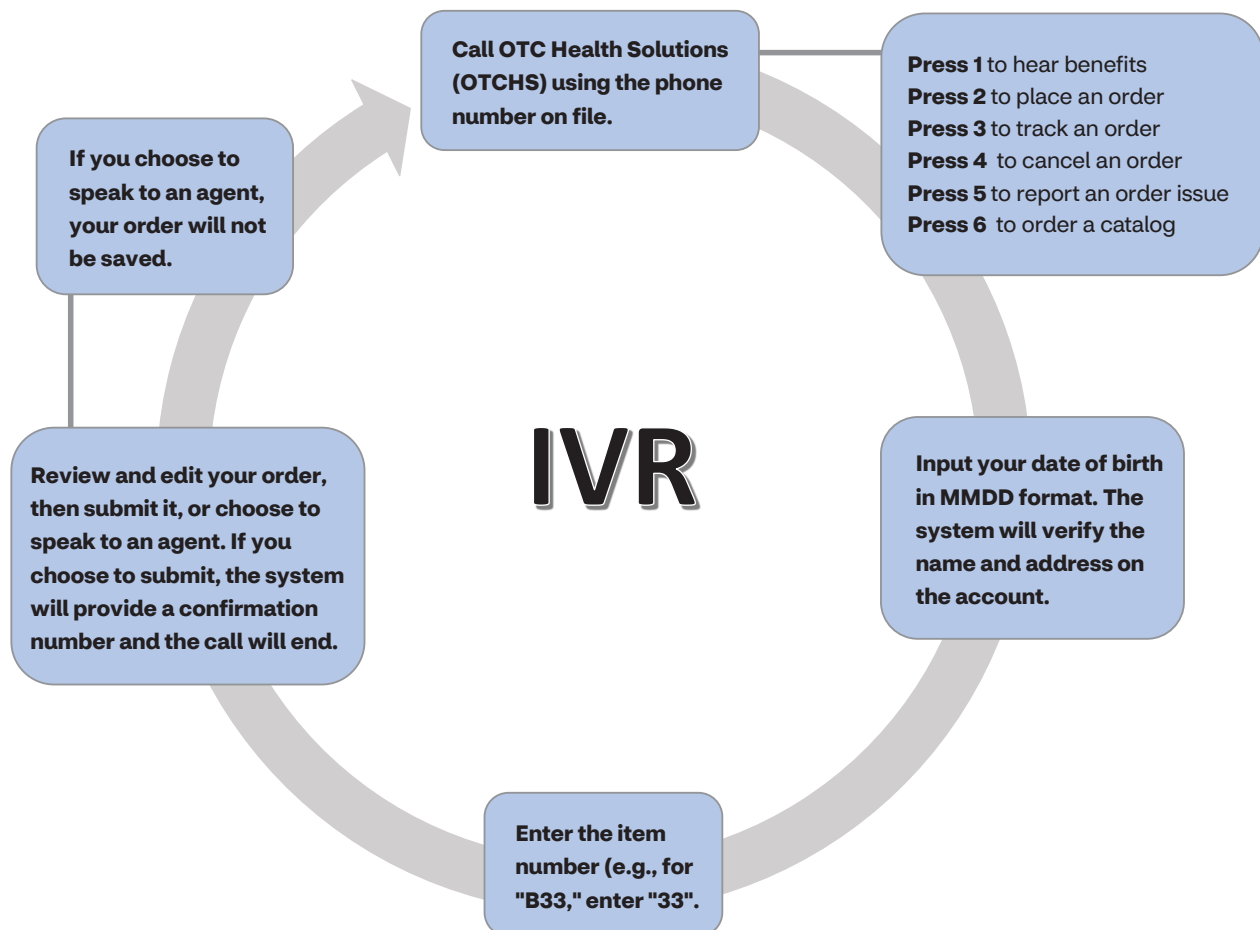 Call OTC Health Solutions
(OTCHS) using the phone
number on file.
Press 1 to hear benefits
Press 2 to place an order
Press 3 to track an order
Press 4 to cancel an order
Press 5 to report an order issue
Press 6 to order a catalog
Input your date of birth
in MMDD format. The
system will verify the
name and address on
the account.
Enter the item
number (e.g., for
"B33," enter "33".
Review and edit your order,
then submit it, or choose to
speak to an agent. If you
choose to submit, the system
will provide a confirmation
number and the call will end.
If you choose to
speak to an agent,
your order will not
be saved.
IVR